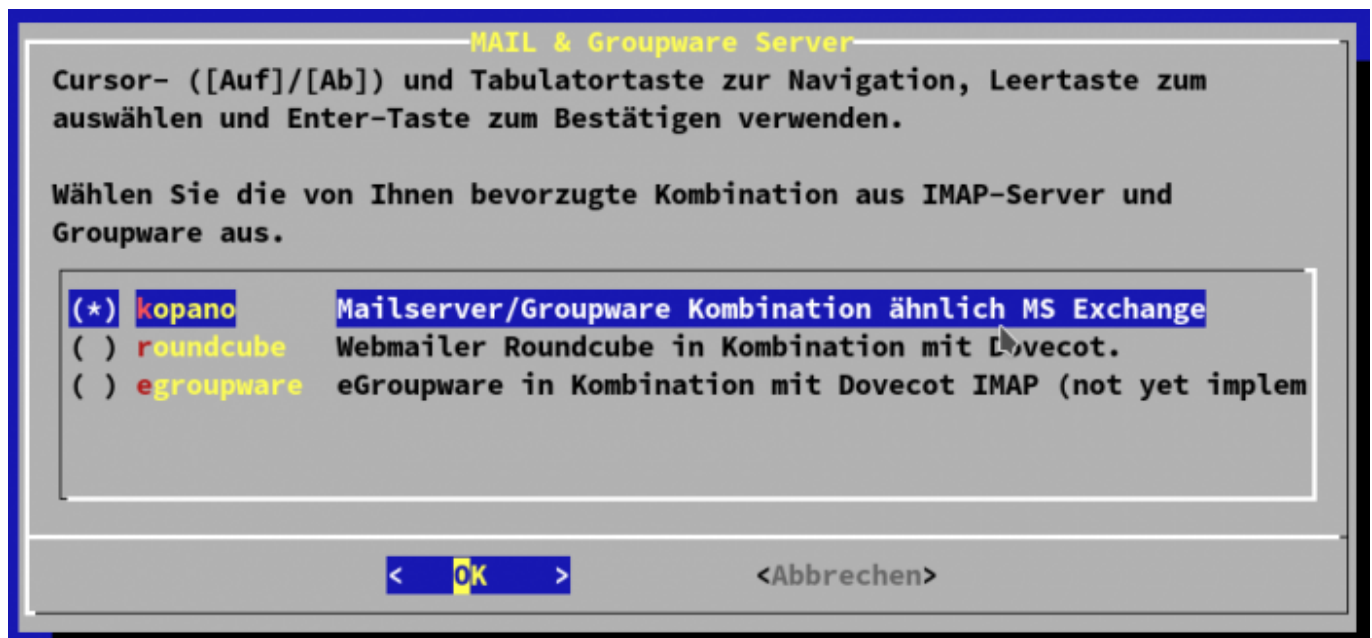 MAIL & Groupware Server
Cursor- ([Auf]/[Ab]) und Tabulatortaste zur Navigation, Leertaste zum
auswählen und Enter-Taste zum Bestätigen verwenden.
Wählen Sie die von Ihnen bevorzugte Kombination aus IMAP-Server und
Groupware aus.
(*) kopano Mailserver/Groupware Kombination ähnlich MS Exchange
( ) roundcube Webmailer Roundcube in Kombination mit Dovecot.
( ) egroupware eGroupware in Kombination mit Dovecot IMAP (not yet implem
< OK > <Abbrechen>